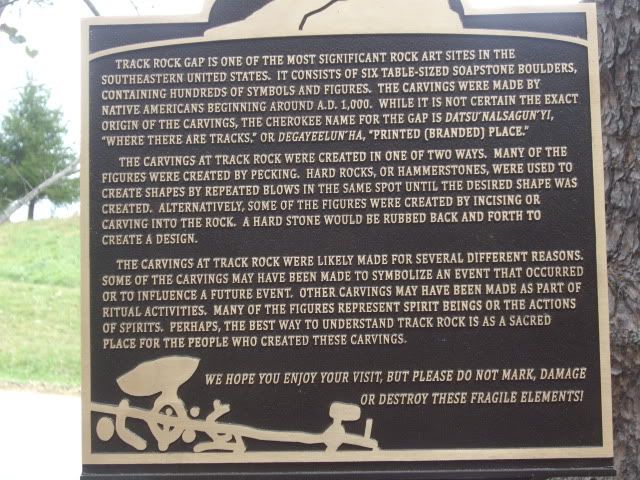 TRACK ROCK GAP IS ONE OF THE MOST SIGNIFICANT ROCK ART SITES IN THE
SOUTHEASTERN UNITED STATES. IT CONSISTS OF SIX TABLE-SIZED SOAPSTONE BOULDERS,
CONTAINING HUNDREDS OF SYMBOLS AND FIGURES. THE CARVINGS WERE MADE BY
NATIVE AMERICANS BEGINNING AROUND A.D. 1,000. WHILE IT IS NOT CERTAIN THE EXACT
ORIGIN OF THE CARVINGS, THE CHEROKEE NAME FOR THE GAP IS DATSU'NALSAGUN'YI,
"WHERE THERE ARE TRACKS." OR DEGAYEELUN'HA, "PRINTED (BRANDED) PLACE."
THE CARVINGS AT TRACK ROCK WERE CREATED IN ONE OF TWO WAYS. MANY OF THE
FIGURES WERE CREATED BY PECKING. HARD ROCKS, OR HAMMERSTONES, WERE USED TO
CREATE SHAPES BY REPEATED BLOWS IN THE SAME SPOT UNTIL THE DESIRED SHAPE WAS
CREATED. ALTERNATIVELY, SOME OF THE FIGURES WERE CREATED BY INCISING OR
CARVING INTO THE ROCK. A HARD STONE WOULD BE RUBBED BACK AND FORTH TO
CREATE A DESIGN.
THE CARVINGS AT TRACK ROCK WERE LIKELY MADE FOR SEVERAL DIFFERENT REASONS.
SOME OF THE CARVINGS MAY HAVE BEEN MADE TO SYMBOLIZE AN EVENT THAT OCCURRED
OR TO INFLUENCE A FUTURE EVENT. OTHER CARVINGS MAY HAVE BEEN MADE AS PART OF
RITUAL ACTIVITIES. MANY OF THE FIGURES REPRESENT SPIRIT BEINGS OR THE ACTIONS
OF SPIRITS. PERHAPS, THE BEST WAY TO UNDERSTAND TRACK ROCK IS AS A SACRED
PLACE FOR THE PEOPLE WHO CREATED THESE CARVINGS.
WE HOPE YOU ENJOY YOUR VISIT, BUT PLEASE DO NOT MARK, DAMAGE
OR DESTROY THESE FRAGILE ELEMENTS!